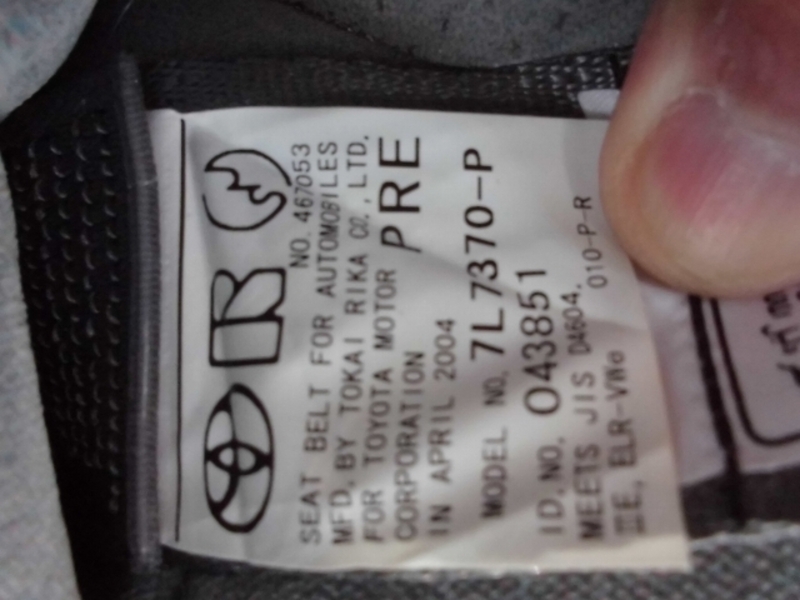 NO. 467053
SEAT BELT FOR AUTOMOBILES
MFD. BY TOKAI RIKA CO., LTD.
FOR TOYOTA MOTOR PRE
CORPORATION
IN APRIL 2004
MODEL NO. 7L7370-P
ID. NO. 043851
MEETS JIS D4604.
ELR-VWe 010-P-R